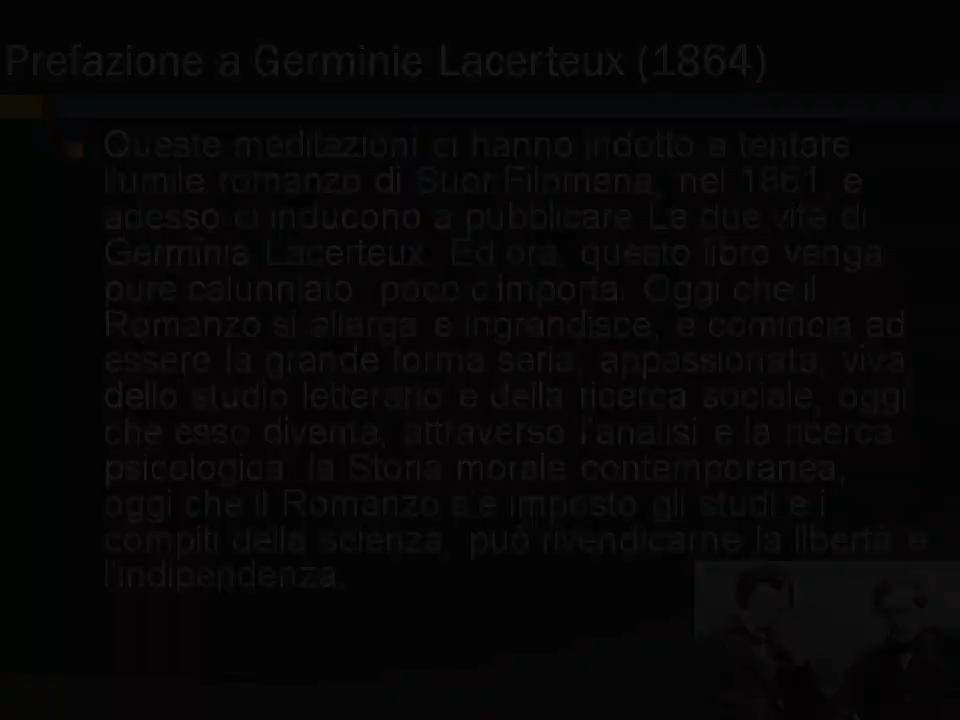 Prefazione a Germinie Lacerteux (1864)
Queste meditazioni ci hanno indotto a tentare
l'umile romanzo di Suor Filomana, nel 1861, e
adesso ci inducono a pubblicare La due vite di
Germinia Lacerteux. Ed ora, questo libro venga
pure calunniato, poco c'importa. Oggi che il
Romanzo si allarga e ingrandisce, e comincia ad
essere la grande forma seria, appassionata, viva
dello studio letterario e della ricerca sociale, oggi
che esso diventa, attraverso l'analisi e la ricerca
psicologica, la Storia morale contemporanea,
oggi che il Romanzo s'è imposto gli studi e i
compiti della scienza, può rivendicarne la libertà e
l'indipendenza.